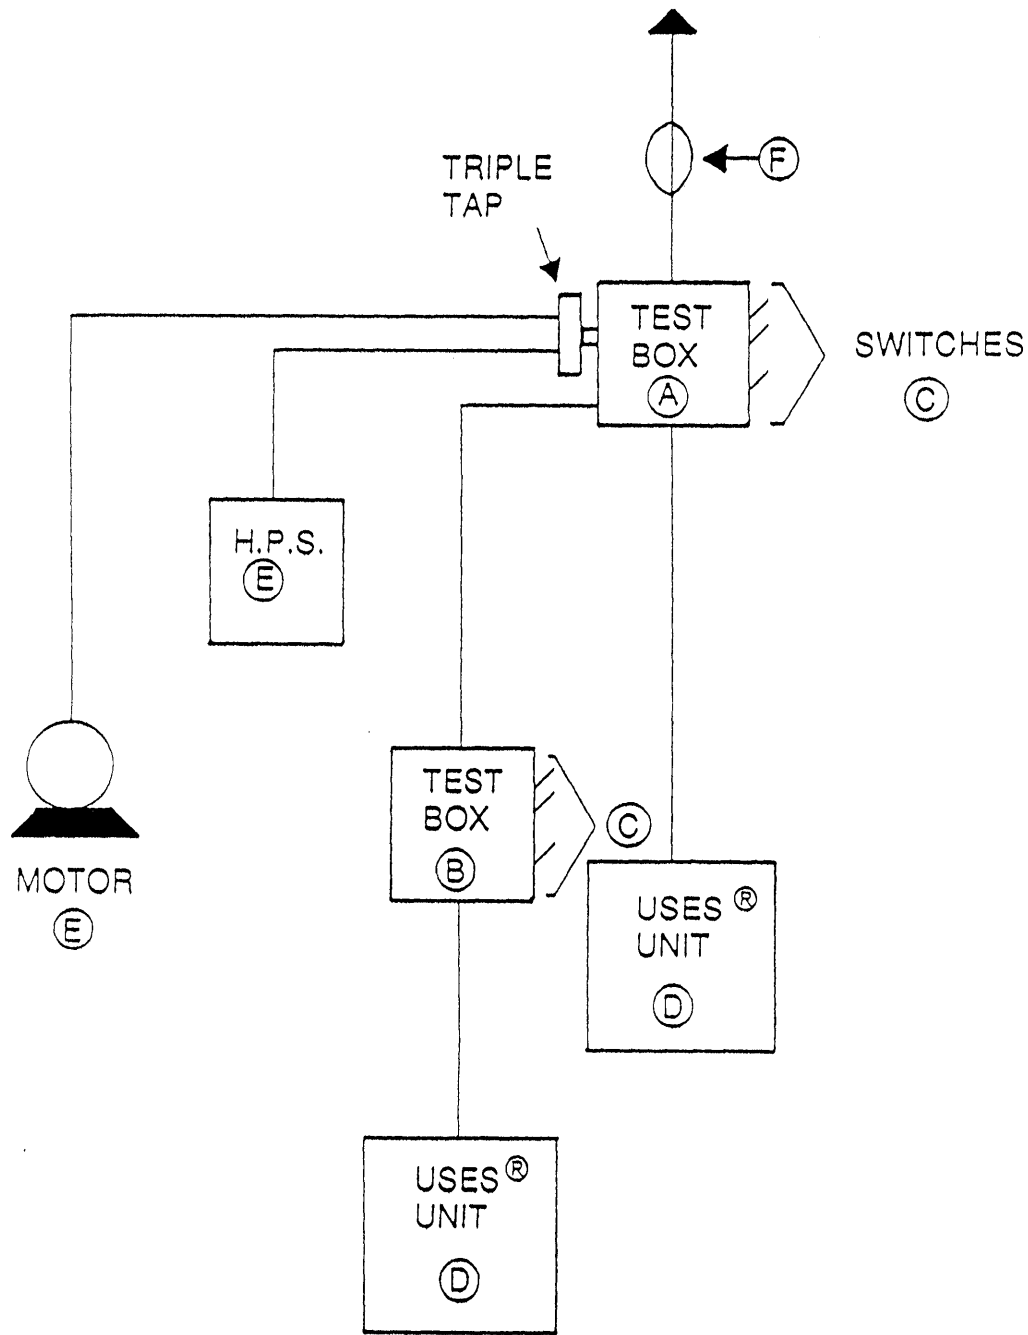 F
TRIPLE
TAP
TEST
BOX
A
SWITCHES
C
H.P.S.
E
MOTOR
E
TEST
BOX
B
C
USES ®
UNIT
D
USES ®
UNIT
D